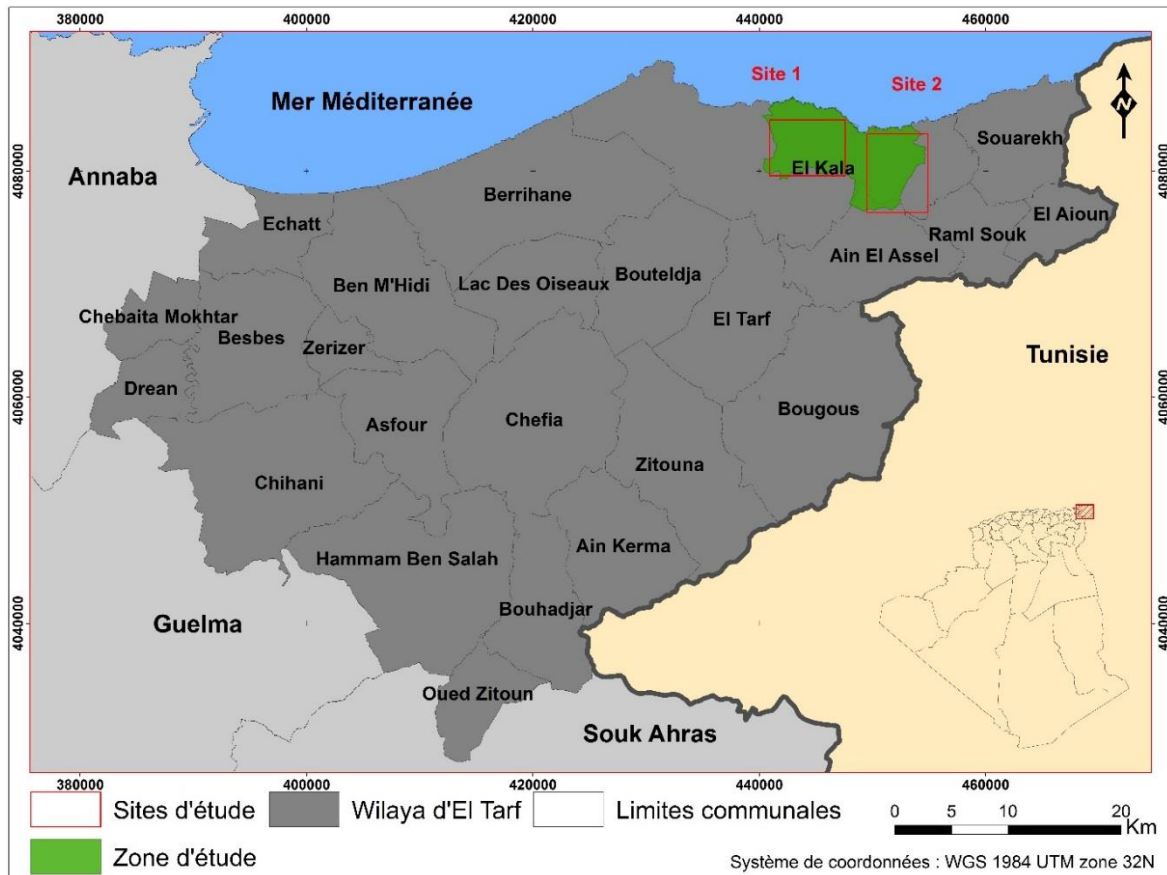 380000 400000 420000 440000 460000
Site 1
Mer Méditerranée
Site 2
N
Souarekh
4080000 4080000
Annaba
El Kala
Berrihane
El Aioun
Echatt
Raml Souk
Ain El Assel
Bouteldja
Lac Des Oiseaux
Ben M'Hidi
Chebaita Mokhtar
El Tarf
Besbes
Zerizer
Tunisie
Drean
4060000 4060000
Bougous
Asfour
Chefia
Zitouna
Chihani
Ain Kerma
Hammam Ben Salah
Bouhadjar
Guelma
4040000 4040000
Oued Zitoun
Souk Ahras
380000 400000 420000 440000 460000
Sites d'étude
Wilaya d'El Tarf
Limites communales
0 5 10 20
Km
Zone d'étude
Système de coordonnées : WGS 1984 UTM zone 32N